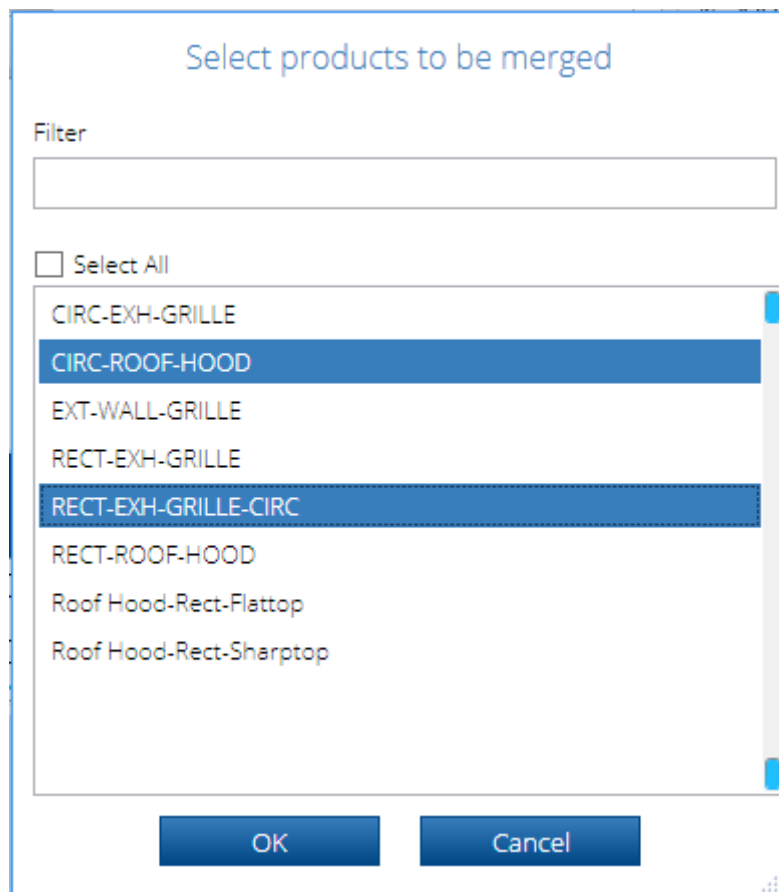 Select products to be merged
Filter
Select All
CIRC-EXH-GRILLE
CIRC-ROOF-HOOD
EXT-WALL-GRILLE
RECT-EXH-GRILLE
RECT-EXH-GRILLE-CIRC
RECT-ROOF-HOOD
Roof Hood-Rect-Flattop
Roof Hood-Rect-Sharptop
OK
Cancel